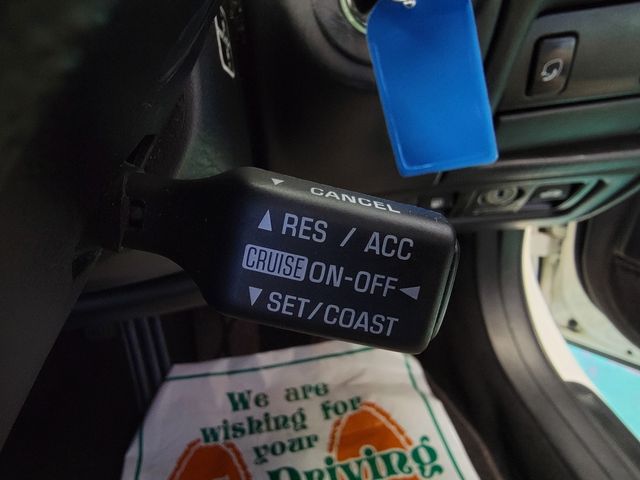 CANCEL
RES / ACC
CRUISE ON-OFF
SET/COAST
We are
wishing for
your
Driving